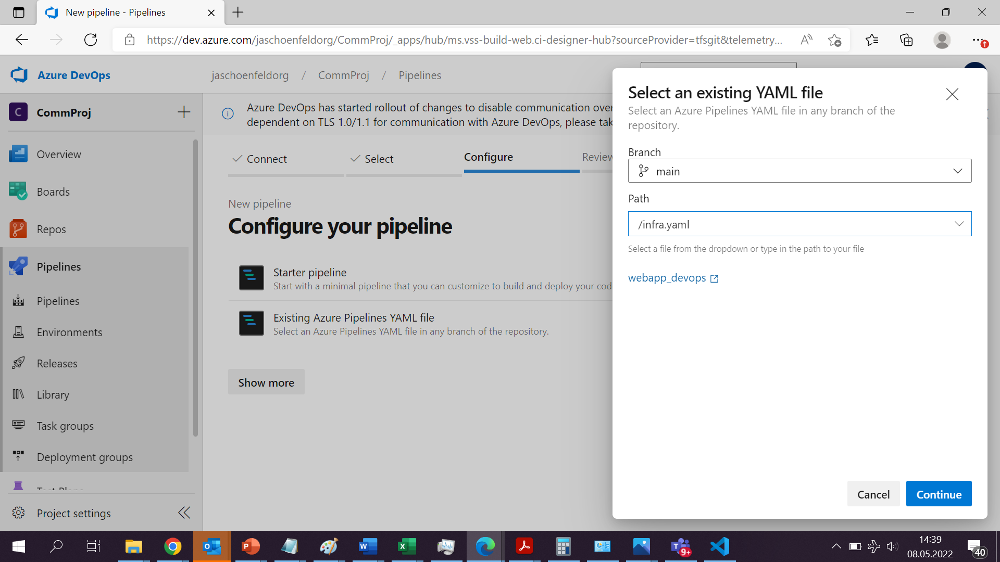 New pipeline - Pipelines
https://dev.azure.com/jaschoenfeldorg/CommProj/_apps/hub/ms.vss-build-web.ci-designer-hub?sourceProvider=tfsgit&telemetry...
Azure DevOps
jaschoenfeldorg / CommProj / Pipelines
C CommProj
Overview
Boards
Repos
Pipelines
Pipelines
Environments
Releases
Library
Task groups
Deployment groups
Test Plans
Project settings
Azure DevOps has started rollout of changes to disable communication over
dependent on TLS 1.0/1.1 for communication with Azure DevOps, please tak
Connect
Select
Configure
Review
New pipeline
Configure your pipeline
Starter pipeline
Start with a minimal pipeline that you can customize to build and deploy your cod
Existing Azure Pipelines YAML file
Select an Azure Pipelines YAML file in any branch of the repository.
Show more
Select an existing YAML file
Select an Azure Pipelines YAML file in any branch of the
repository.
Branch
main
Path
/infra.yaml
Select a file from the dropdown or type in the path to your file
webapp_devops
Cancel
Continue
9+
14:39
08.05.2022
40